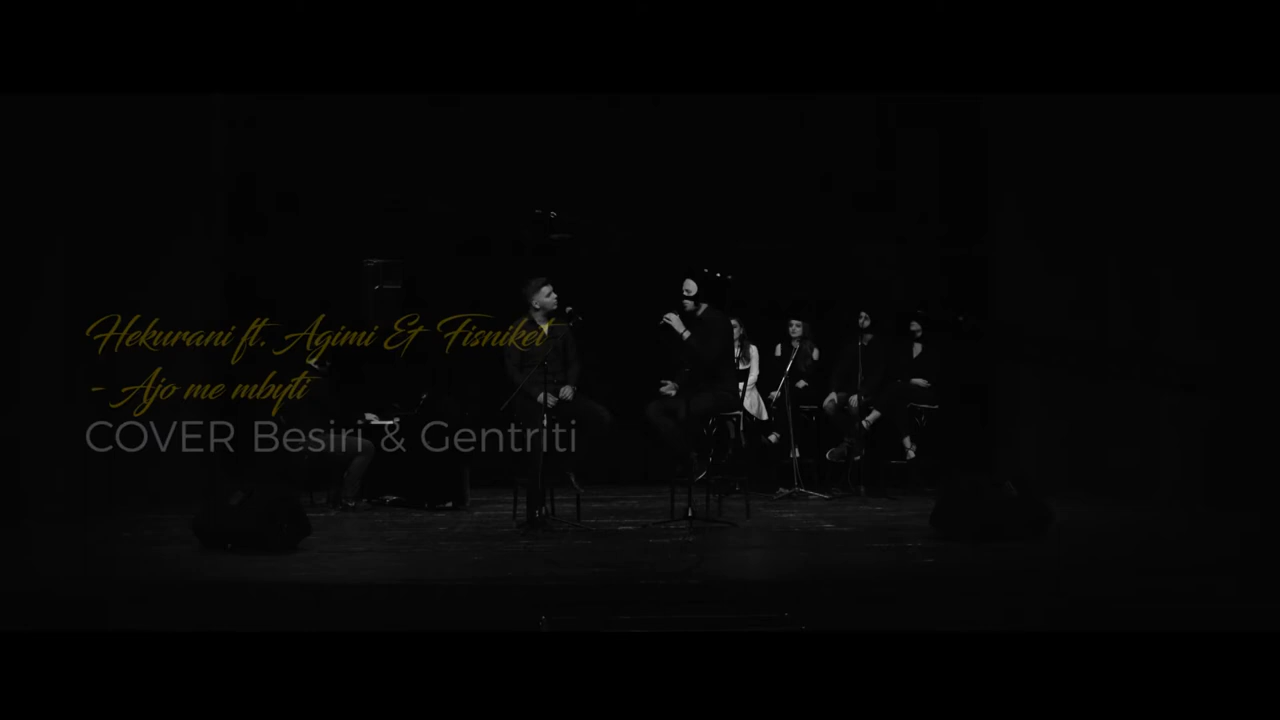 Hekurani ft. Agimi & Fisniket
- Ajo me mbyti
COVER Besiri & Gentriti